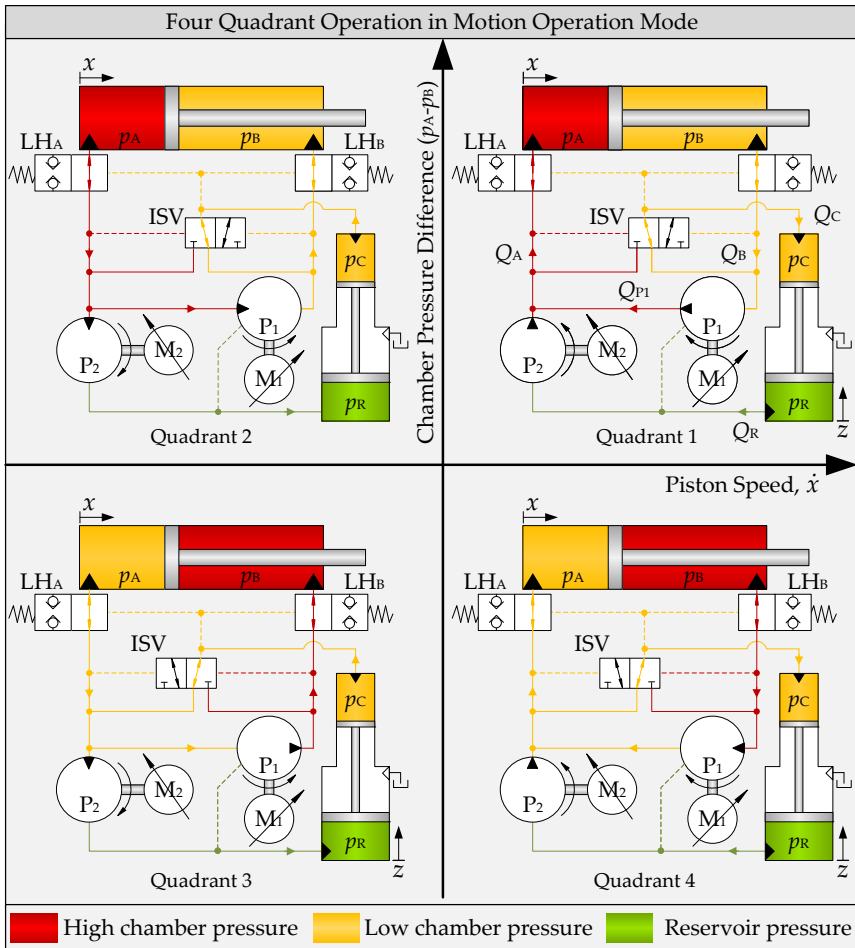 Four Quadrant Operation in Motion Operation Mode
Chamber Pressure Difference (pA-pB)
x
pA
pB
LHA
LHB
ISV
pC
P1
P2
M2
M1
pR
Quadrant 2
x
pA
pB
LHA
LHB
ISV
QC
QA
QB
pC
QP1
P1
P2
M2
M1
pR
z
QR
Quadrant 1
Piston Speed, ẋ
x
pA
pB
LHA
LHB
ISV
pC
P1
P2
M2
M1
pR
z
Quadrant 3
x
pA
pB
LHA
LHB
ISV
pC
P1
P2
M2
M1
pR
z
Quadrant 4
High chamber pressure
Low chamber pressure
Reservoir pressure